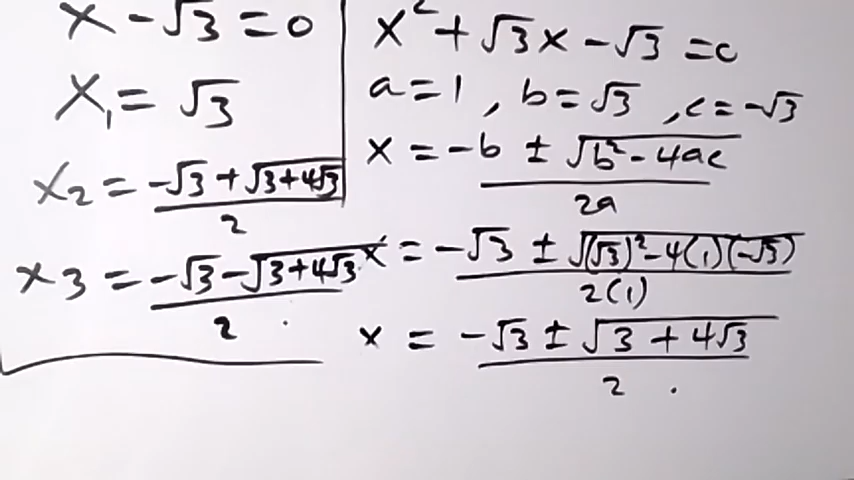 x - √3 = 0
x₁ = √3
x₂ = (-√3 + √(3+4√3))/2
x₃ = (-√3 - √(3+4√3))/2
x² + √3x - √3 = 0
a = 1 , b = √3 , c = -√3
x = (-b ± √(b² - 4ac))/2a
x = (-√3 ± √((√3)² - 4(1)(-√3)))/2(1)
x = (-√3 ± √(3 + 4√3))/2 .